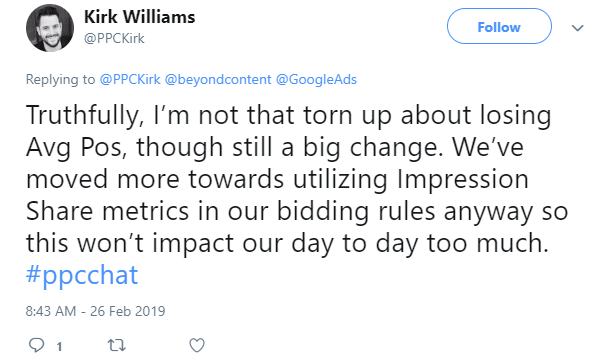 Kirk Williams
@PPCKirk
Follow
Replying to @PPCKirk @beyondcontent @GoogleAds
Truthfully, I’m not that torn up about losing
Avg Pos, though still a big change. We’ve
moved more towards utilizing Impression
Share metrics in our bidding rules anyway so
this won’t impact our day to day too much.
#ppcchat
8:43 AM - 26 Feb 2019
1